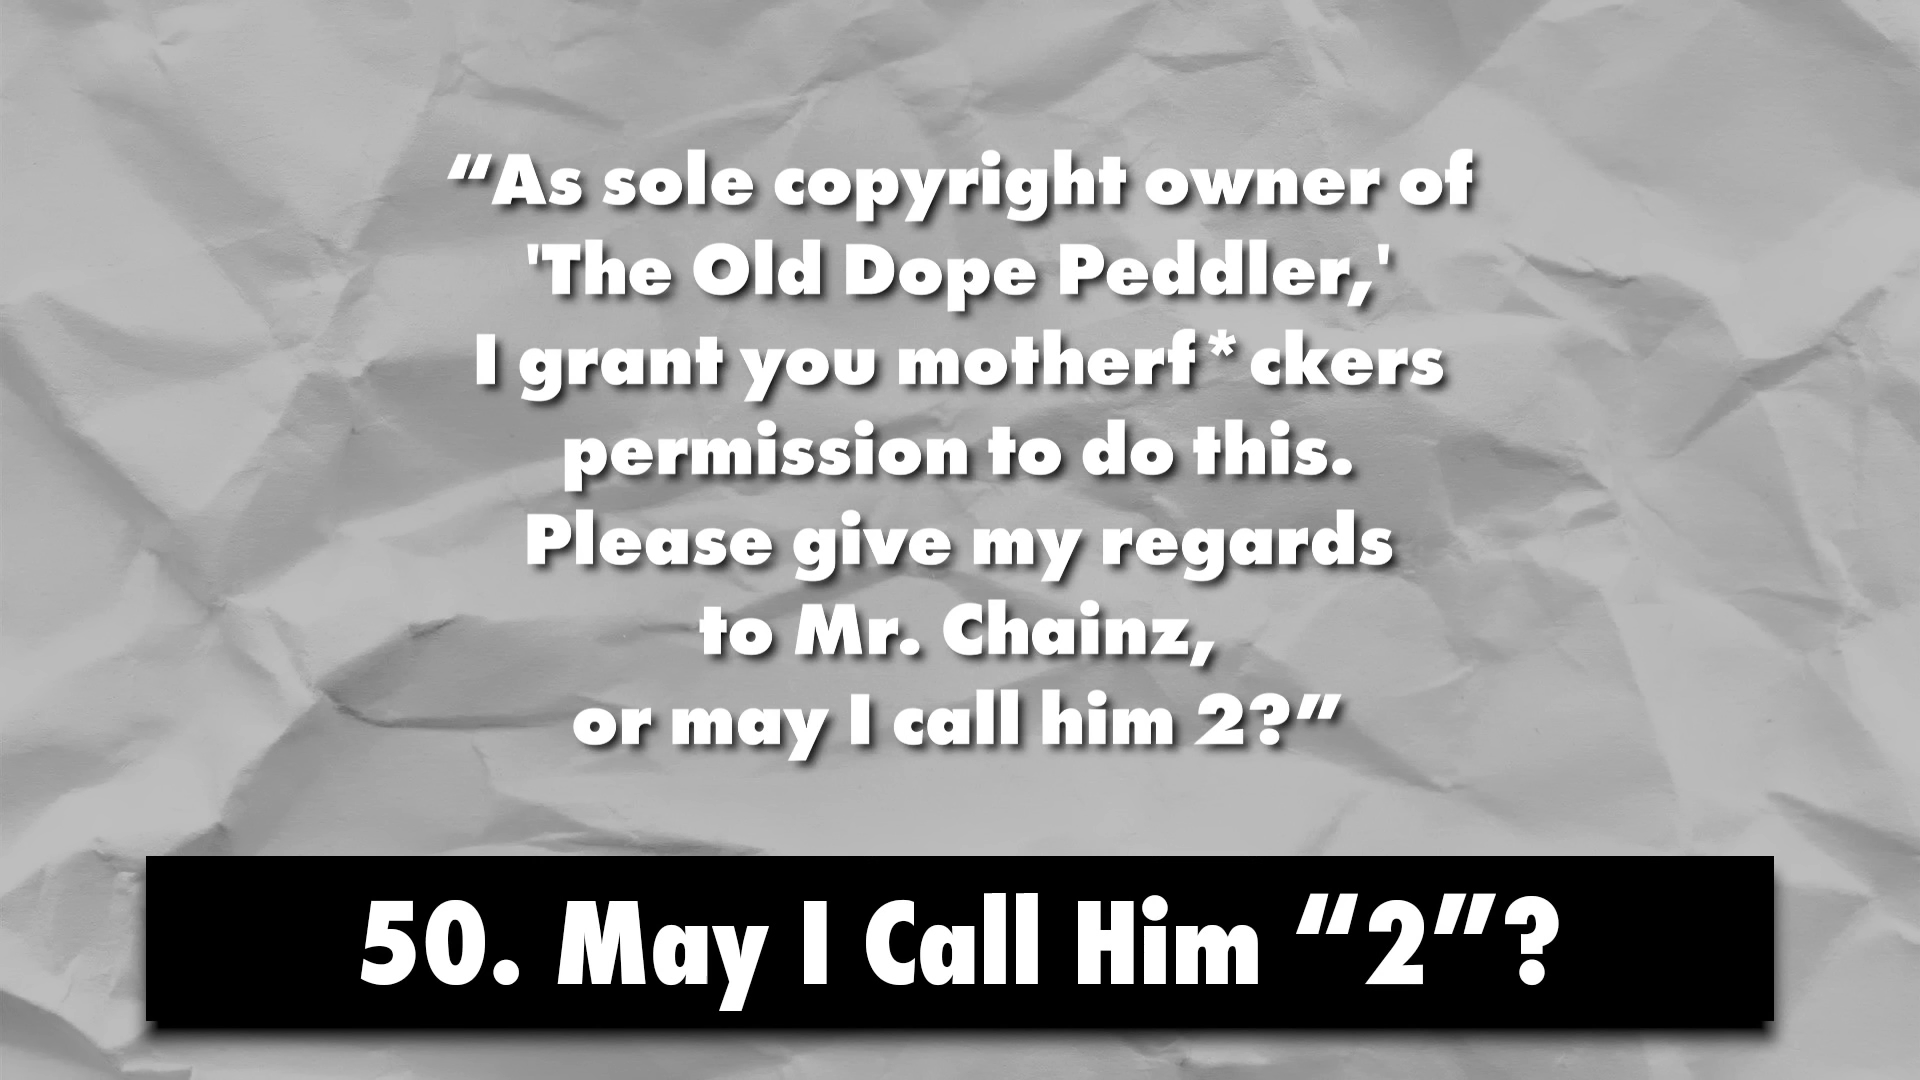 “As sole copyright owner of
'The Old Dope Peddler,'
I grant you motherf*ckers
permission to do this.
Please give my regards
to Mr. Chainz,
or may I call him 2?”
50. May I Call Him “2”?